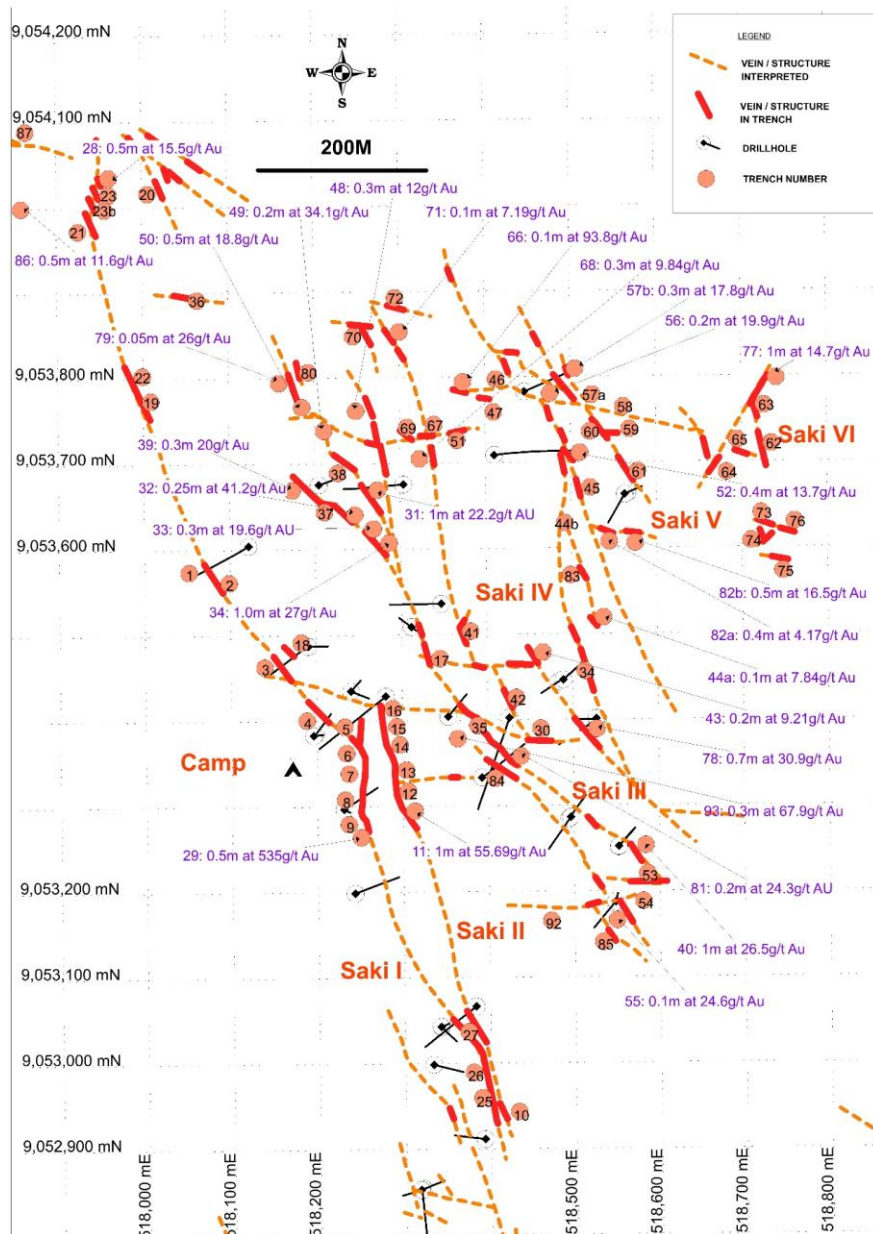 9,054,200 mN
LEGEND
VEIN / STRUCTURE
INTERPRETED
VEIN / STRUCTURE
IN TRENCH
DRILLHOLE
TRENCH NUMBER
N
W E
S
200M
9,054,100 mN
87
28: 0.5m at 15.5g/t Au
48: 0.3m at 12g/t Au
23
20
49: 0.2m at 34.1g/t Au
71: 0.1m at 7.19g/t Au
23b
21
50: 0.5m at 18.8g/t Au
66: 0.1m at 93.8g/t Au
86: 0.5m at 11.6g/t Au
68: 0.3m at 9.84g/t Au
57b: 0.3m at 17.8g/t Au
36
72
56: 0.2m at 19.9g/t Au
79: 0.05m at 26g/t Au
70
77: 1m at 14.7g/t Au
9,053,800 mN
22
80
46
19
57a
58
63
47
69
67
51
60
59
65
62
Saki VI
39: 0.3m 20g/t Au
9,053,700 mN
38
61
64
32: 0.25m at 41.2g/t Au
45
52: 0.4m at 13.7g/t Au
37
31: 1m at 22.2g/t AU
44b
Saki V
73
76
33: 0.3m at 19.6g/t AU
74
9,053,600 mN
75
1
2
83
82b: 0.5m at 16.5g/t Au
34: 1.0m at 27g/t Au
Saki IV
82a: 0.4m at 4.17g/t Au
18
41
3
17
34
44a: 0.1m at 7.84g/t Au
42
43: 0.2m at 9.21g/t Au
16
4
5
15
35
30
78: 0.7m at 30.9g/t Au
6
14
Camp
7
13
84
Saki III
8
12
93: 0.3m at 67.9g/t Au
9
29: 0.5m at 535g/t Au
11: 1m at 55.69g/t Au
81: 0.2m at 24.3g/t AU
9,053,200 mN
53
54
92
Saki II
85
40: 1m at 26.5g/t Au
Saki I
9,053,100 mN
55: 0.1m at 24.6g/t Au
27
9,053,000 mN
26
25
10
9,052,900 mN
518,000 mE
518,100 mE
518,200 mE
518,500 mE
518,600 mE
518,700 mE
518,800 mE